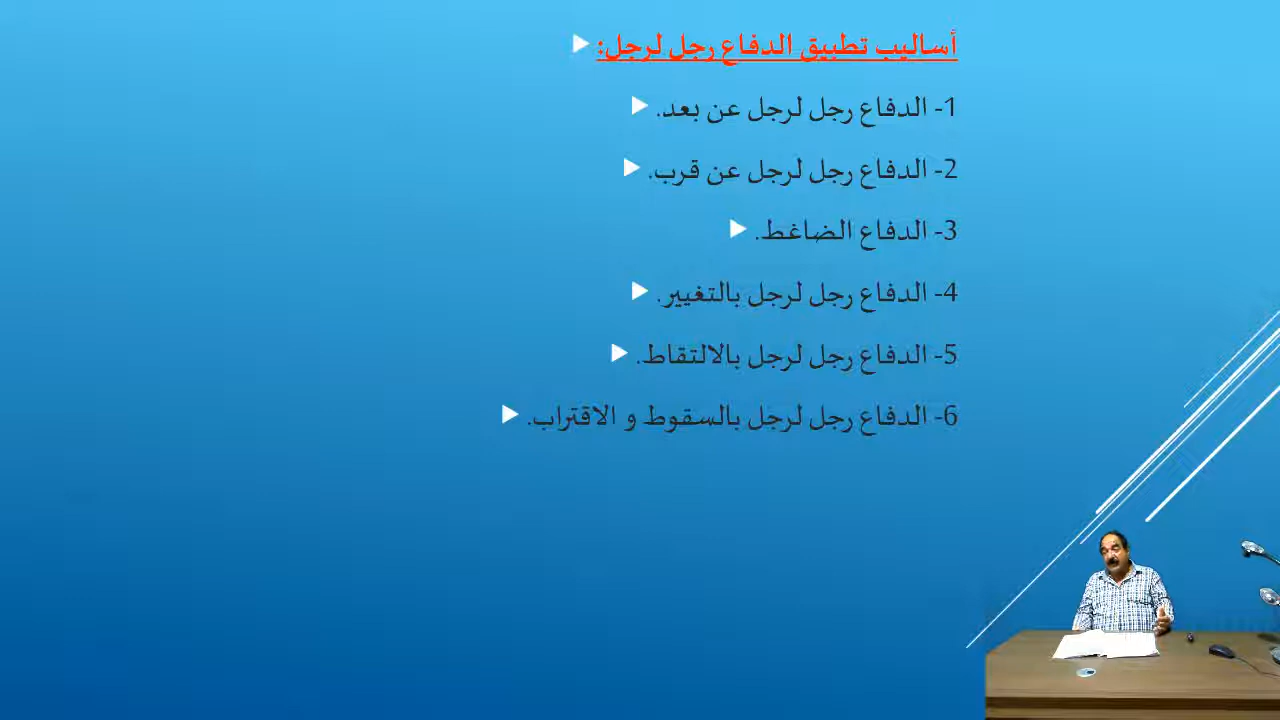 أساليب تطبيق الدفاع رجل لرجل:
1- الدفاع رجل لرجل عن بعد.
2- الدفاع رجل لرجل عن قرب.
3- الدفاع الضاغط.
4- الدفاع رجل لرجل بالتغيير.
5- الدفاع رجل لرجل بالالتقاط.
6- الدفاع رجل لرجل بالسقوط و الاقتراب.